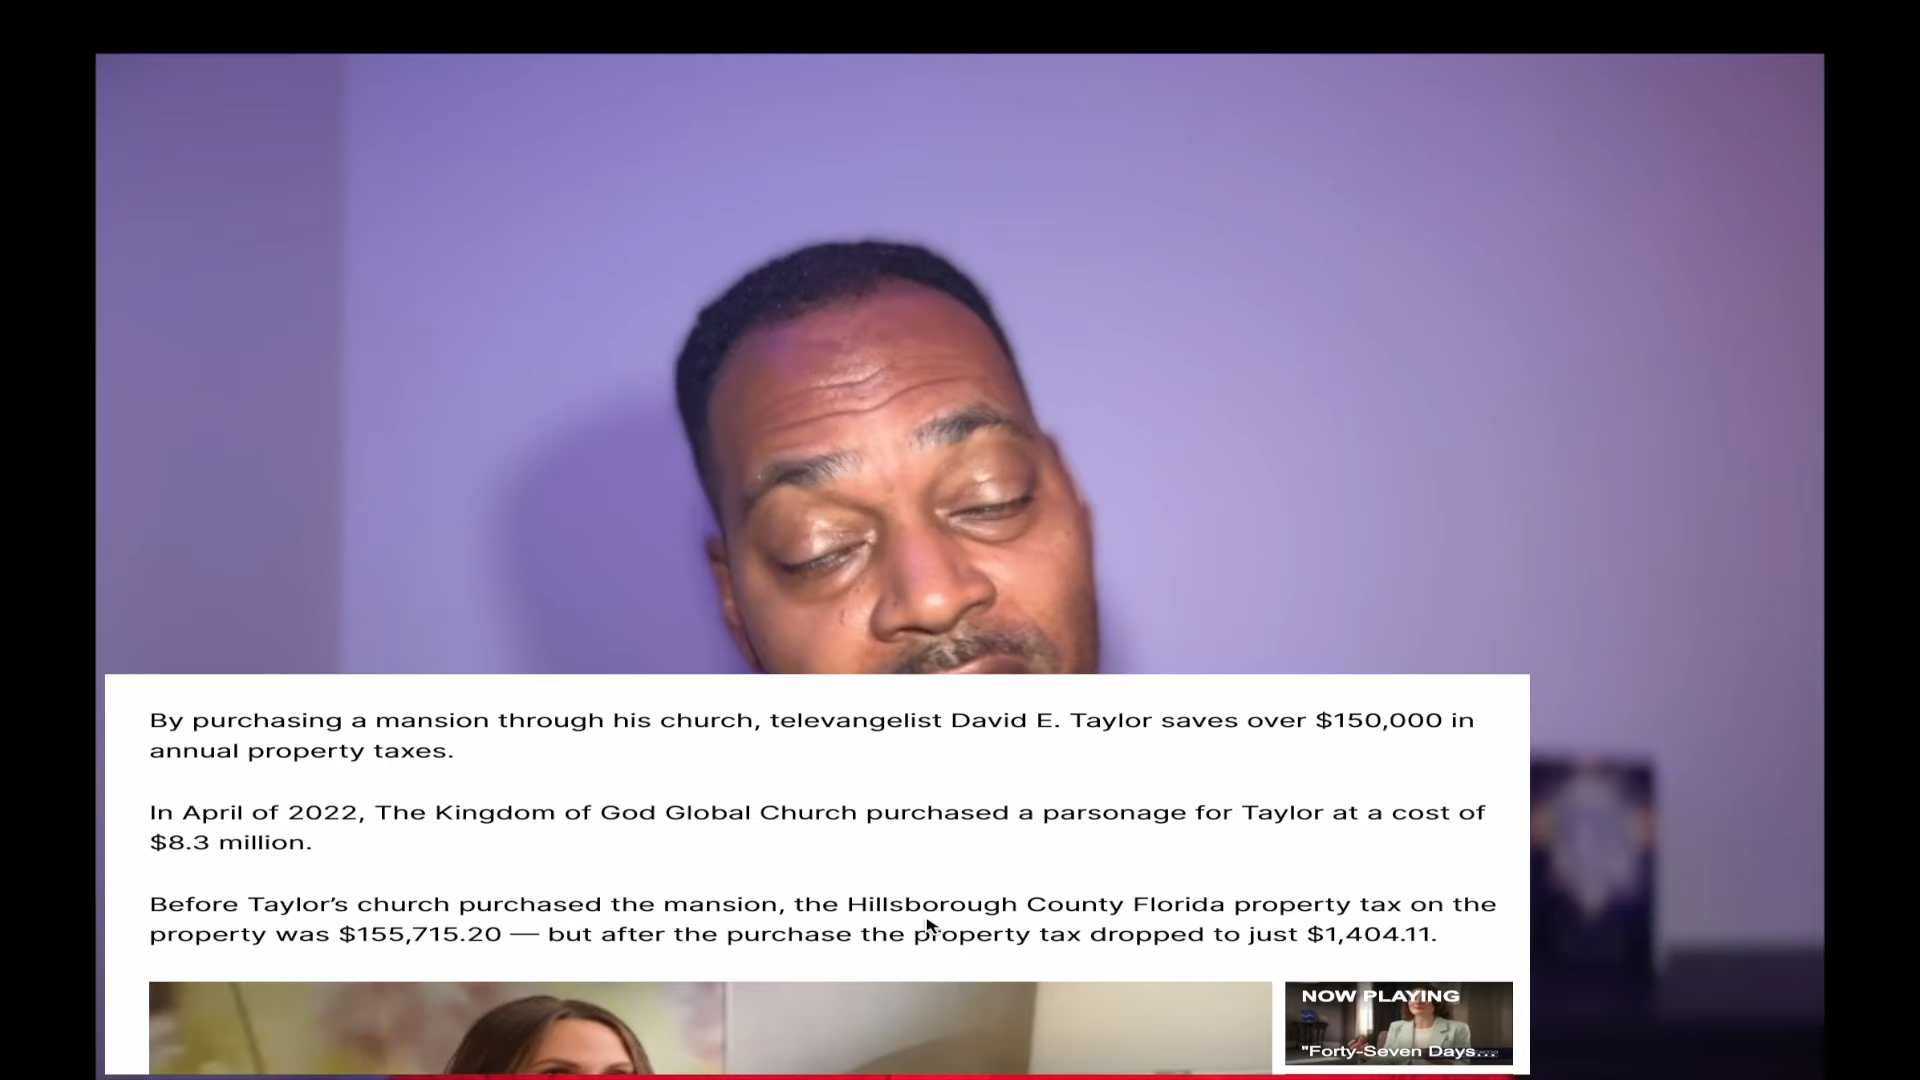 By purchasing a mansion through his church, televangelist David E. Taylor saves over $150,000 in
annual property taxes.
In April of 2022, The Kingdom of God Global Church purchased a parsonage for Taylor at a cost of
$8.3 million.
Before Taylor’s church purchased the mansion, the Hillsborough County Florida property tax on the
property was $155,715.20 — but after the purchase the property tax dropped to just $1,404.11.
NOW PLAYING
"Forty-Seven Days...